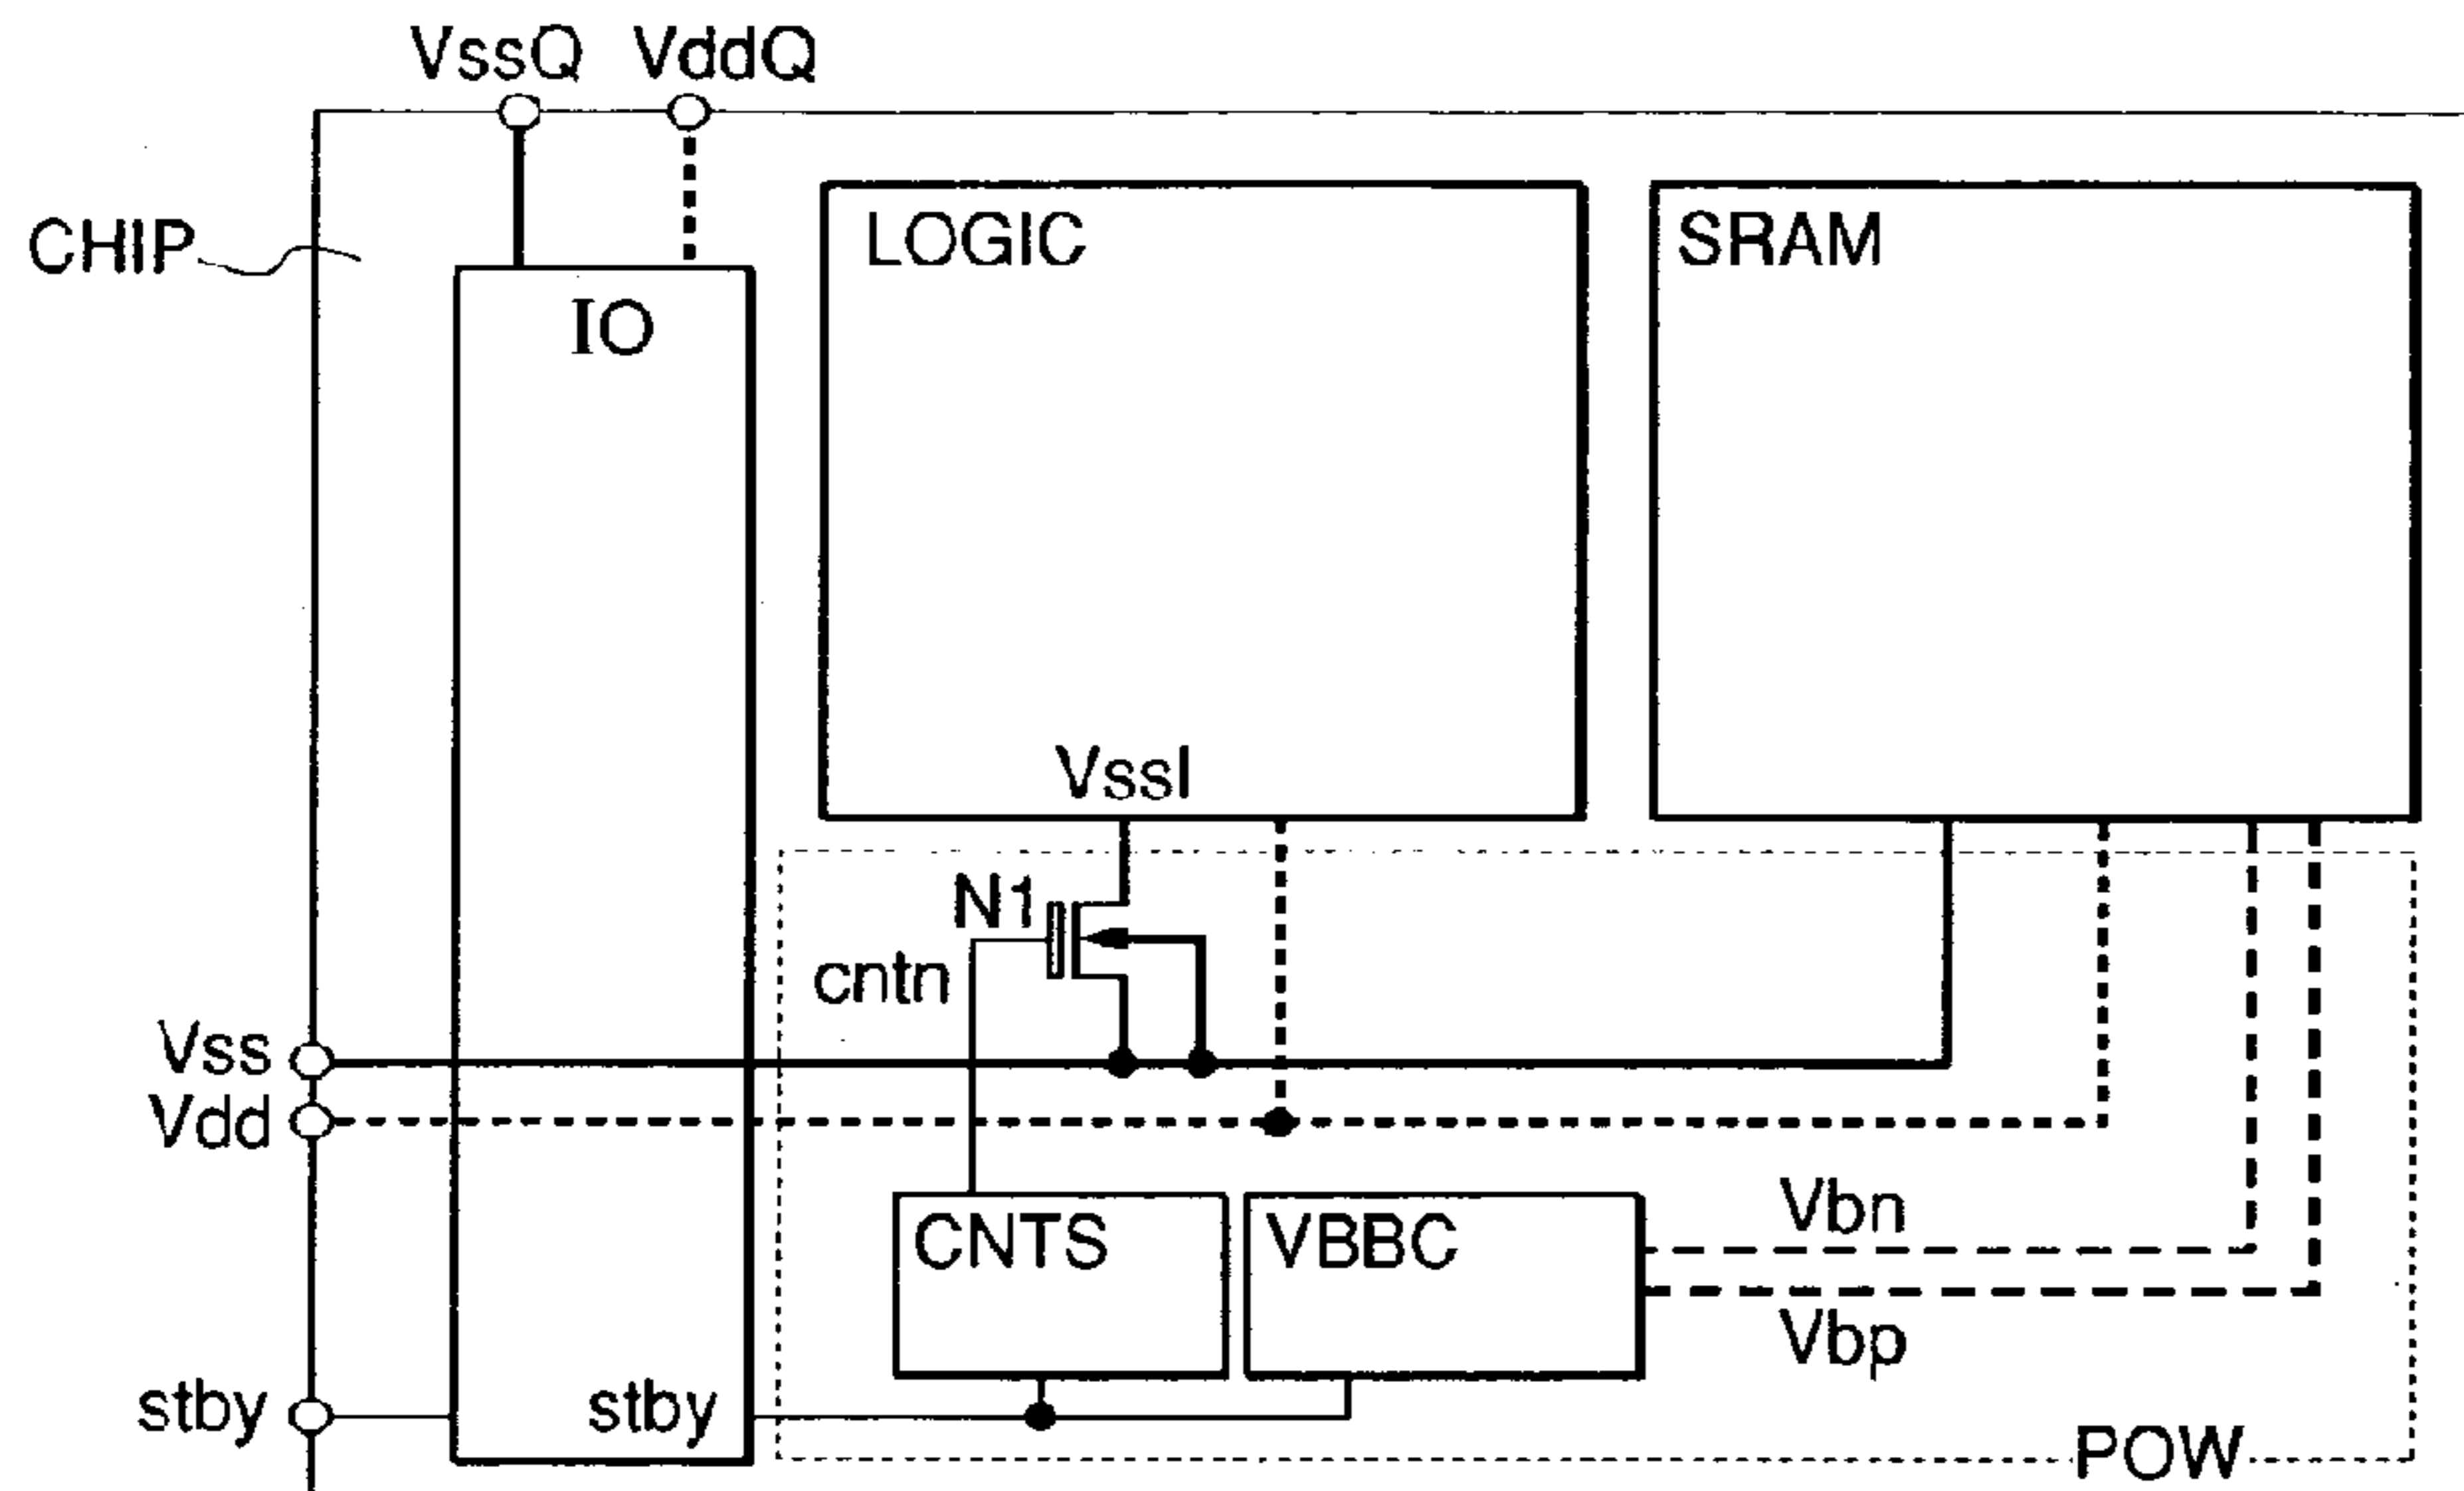 VssQ VddQ
CHIP
IO
LOGIC
SRAM
VssI
N1
cntn
Vss
Vdd
CNTS
VBBC
Vbn
Vbp
stby
stby
POW